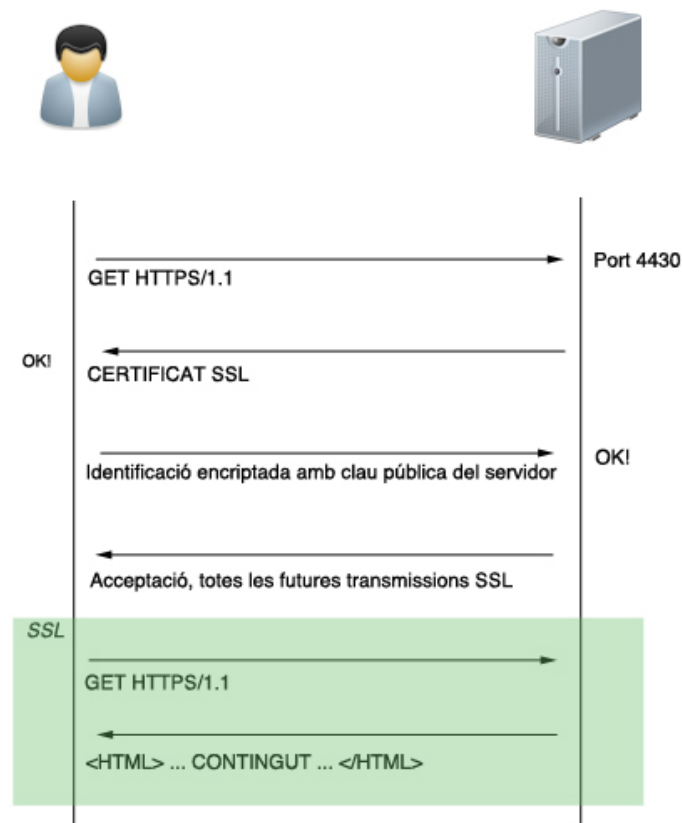 Port 4430
GET HTTPS/1.1
OK!
CERTIFICAT SSL
OK!
Identificació encriptada amb clau pública del servidor
Acceptació, totes les futures transmissions SSL
SSL
GET HTTPS/1.1
<HTML> ... CONTINGUT ... </HTML>